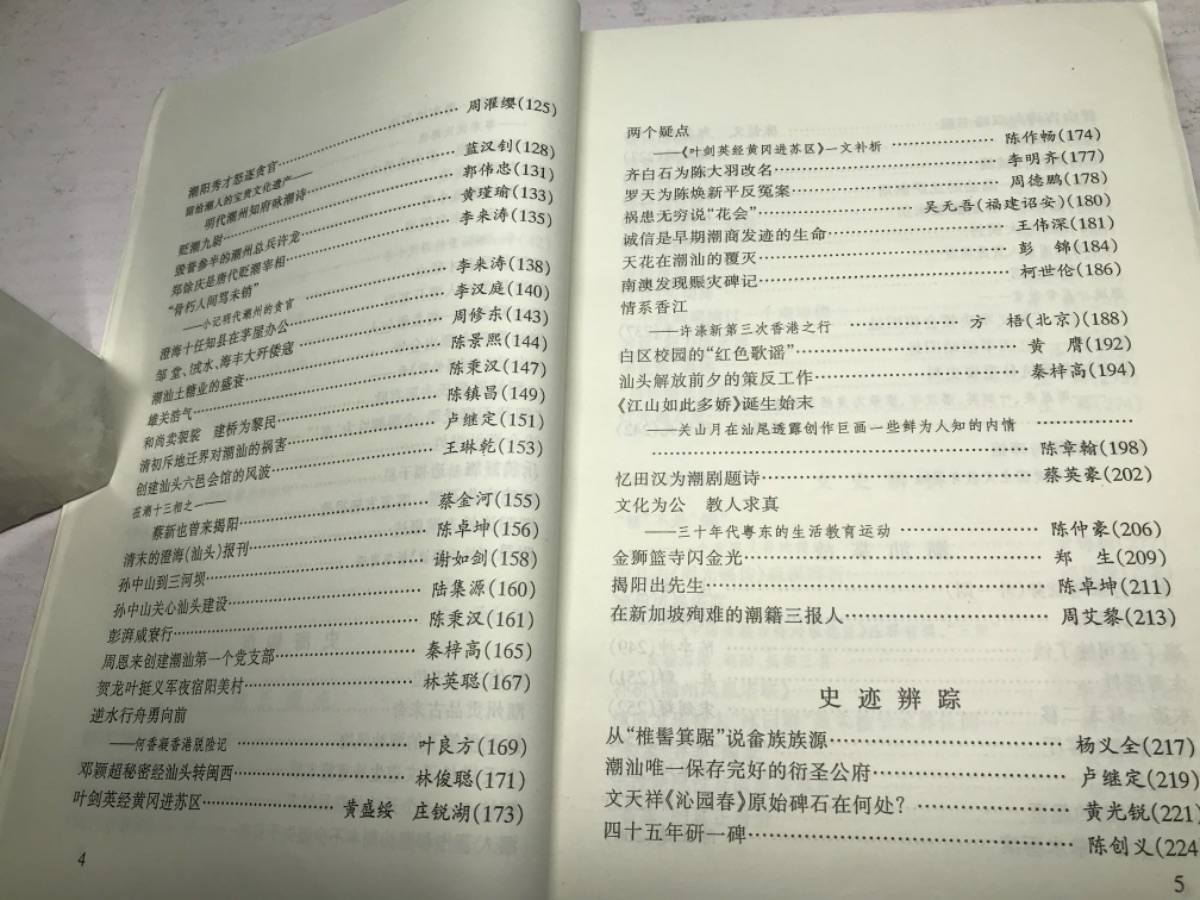 潮阳秀才怒逐贪官……周濯缨(125)
留给潮人的宝贵文化遗产——
明代潮州知府咏潮诗……蓝汉钊(128)
贬潮九尉……郭伟忠(131)
毁誉参半的潮州总兵许龙……黄瑾瑜(133)
郑馀庆是唐代贬潮宰相……李来涛(135)
“骨朽人间骂未销”
——小记明代潮州的贪官……李来涛(138)
澄海十任知县在茅屋办公……李汉庭(140)
邹堂、洑水、海丰大歼倭寇……周修东(143)
潮汕土糖业的盛衰……陈景熙(144)
雄关浩气……陈秉汉(147)
和尚卖袈裟 建桥为黎民……陈镇昌(149)
清初斥地迁界对潮汕的祸害……卢继定(151)
创建汕头六邑会馆的风波……王琳乾(153)
在潮十三相之一——
蔡新也曾来揭阳……蔡金河(155)
清末的澄海(汕头)报刊……陈卓坤(156)
孙中山到三河坝……谢如剑(158)
孙中山关心汕头建设……陆集源(160)
彭湃咸寮行……陈秉汉(161)
周恩来创建潮汕第一个党支部……秦梓高(165)
贺龙叶挺义军夜宿阳美村……林英聪(167)
逆水行舟勇向前
——何香凝香港脱险记……叶良方(169)
邓颖超秘密经汕头转闽西……林俊聪(171)
叶剑英经黄冈进苏区……黄盛绥 庄锐湖(173)
4
两个疑点
——《叶剑英经黄冈进苏区》一文补析……陈作畅(174)
齐白石为陈大羽改名……李明齐(177)
罗天为陈焕新平反冤案……周德鹏(178)
祸患无穷说“花会”……吴无吾(福建诏安)(180)
诚信是早期潮商发迹的生命……王伟深(181)
天花在潮汕的覆灭……彭 锦(184)
南澳发现赈灾碑记……柯世伦(186)
情系香江
——许涤新第三次香港之行……方 梧(北京)(188)
白区校园的“红色歌谣”……黄 膺(192)
汕头解放前夕的策反工作……秦梓高(194)
《江山如此多娇》诞生始末
——关山月在汕尾透露创作巨画一些鲜为人知的内情……
……陈章翰(198)
忆田汉为潮剧题诗……蔡英豪(202)
文化为公 教人求真
——三十年代粤东的生活教育运动……陈仲豪(206)
金狮篮寺闪金光……郑 生(209)
揭阳出先生……陈卓坤(211)
在新加坡殉难的潮籍三报人……周艾黎(213)
史迹辨踪
从“椎髻箕踞”说畲族族源……杨义全(217)
潮汕唯一保存完好的衍圣公府……卢继定(219)
文天祥《沁园春》原始碑石在何处?……黄光锐(221)
四十五年研一碑……陈创义(224
5